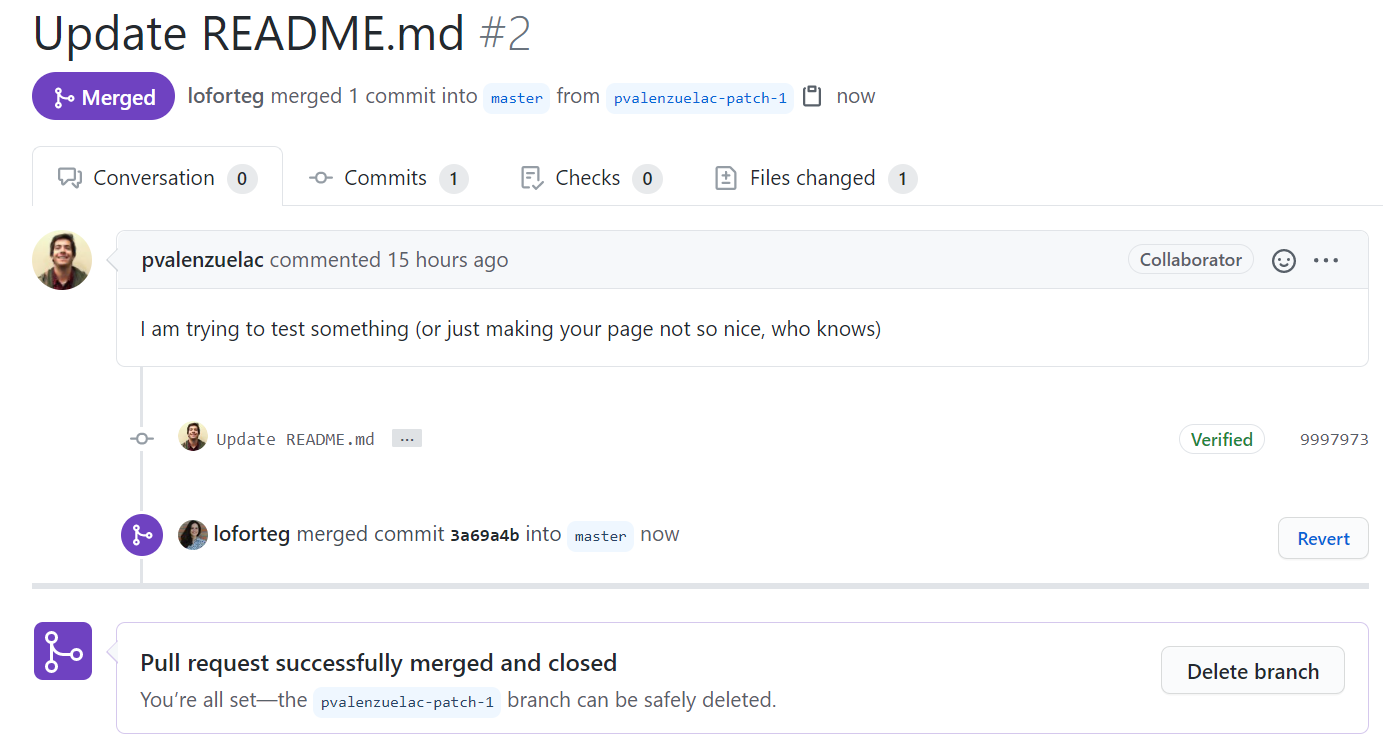 Update README.md #2
Merged loforteg merged 1 commit into master from pvalenzuelac-patch-1 now
Conversation 0 Commits 1 Checks 0 Files changed 1
pvalenzuelac commented 15 hours ago Collaborator ...
I am trying to test something (or just making your page not so nice, who knows)
Update README.md ... Verified 9997973
loforteg merged commit 3a69a4b into master now
Revert
Pull request successfully merged and closed
Delete branch
You’re all set—the pvalenzuelac-patch-1 branch can be safely deleted.